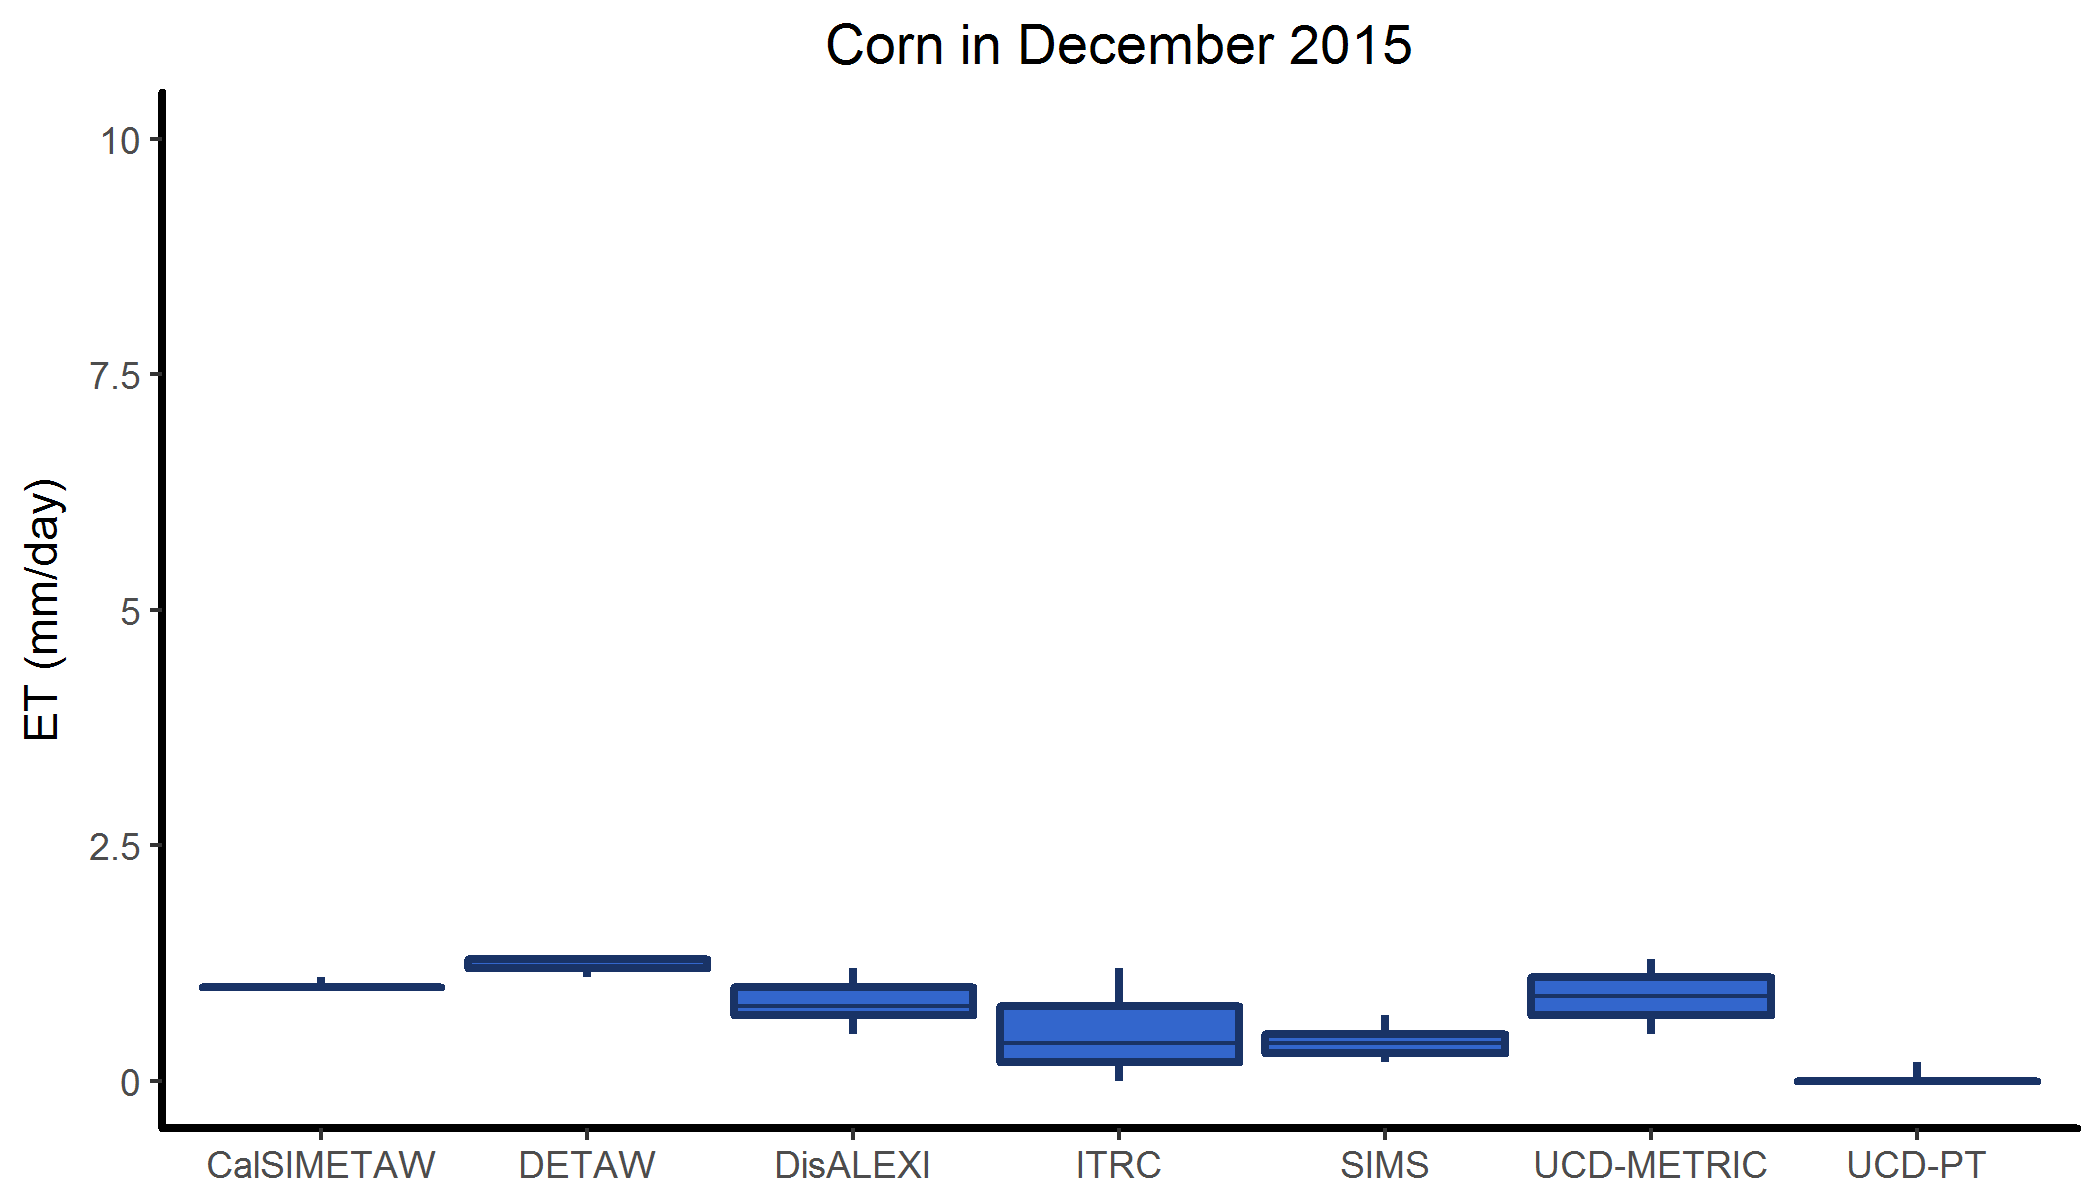 Corn in December 2015
ET (mm/day)
10
7.5
5
2.5
0
CalSIMETAW DETAW DisALEXI ITRC SIMS UCD-METRIC UCD-PT